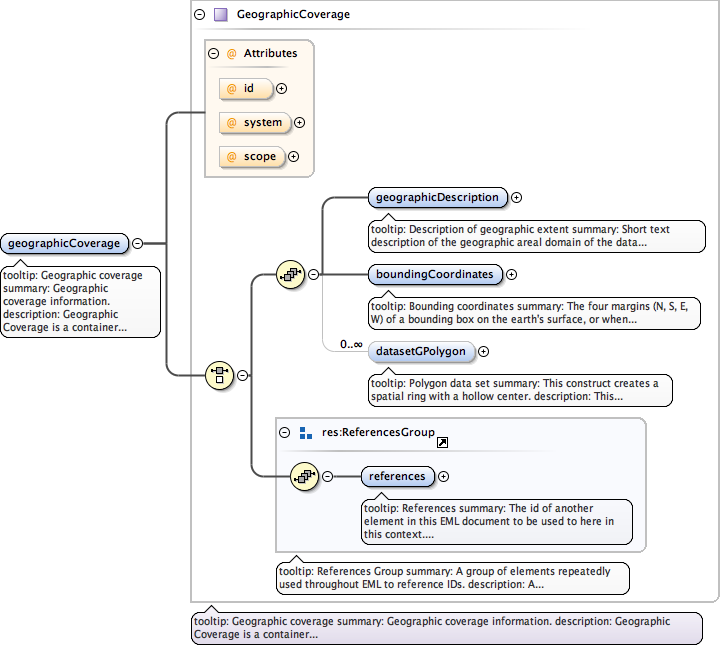 GeographicCoverage
@ Attributes
@ id
@ system
@ scope
geographicCoverage
tooltip: Geographic coverage
summary: Geographic
coverage information.
description: Geographic
Coverage is a container...
geographicDescription
tooltip: Description of geographic extent summary: Short text
description of the geographic areal domain of the data...
boundingCoordinates
tooltip: Bounding coordinates summary: The four margins (N, S, E,
W) of a bounding box on the earth's surface, or when...
0..∞
datasetGPolygon
tooltip: Polygon data set summary: This construct creates a
spatial ring with a hollow center. description: This...
res:ReferencesGroup
references
tooltip: References summary: The id of another
element in this EML document to be used to here in
this context....
tooltip: References Group summary: A group of elements repeatedly
used throughout EML to reference IDs. description: A...
tooltip: Geographic coverage summary: Geographic coverage information. description: Geographic
Coverage is a container...